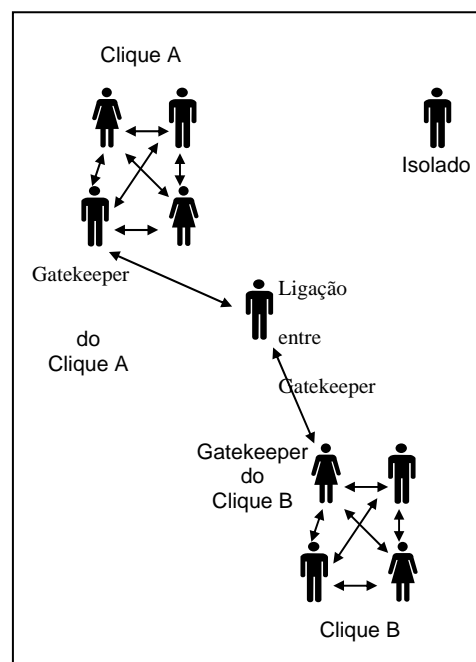 Clique A
Isolado
Gatekeeper
do
Clique A
Ligação
entre
Gatekeeper
Gatekeeper
do
Clique B
Clique B